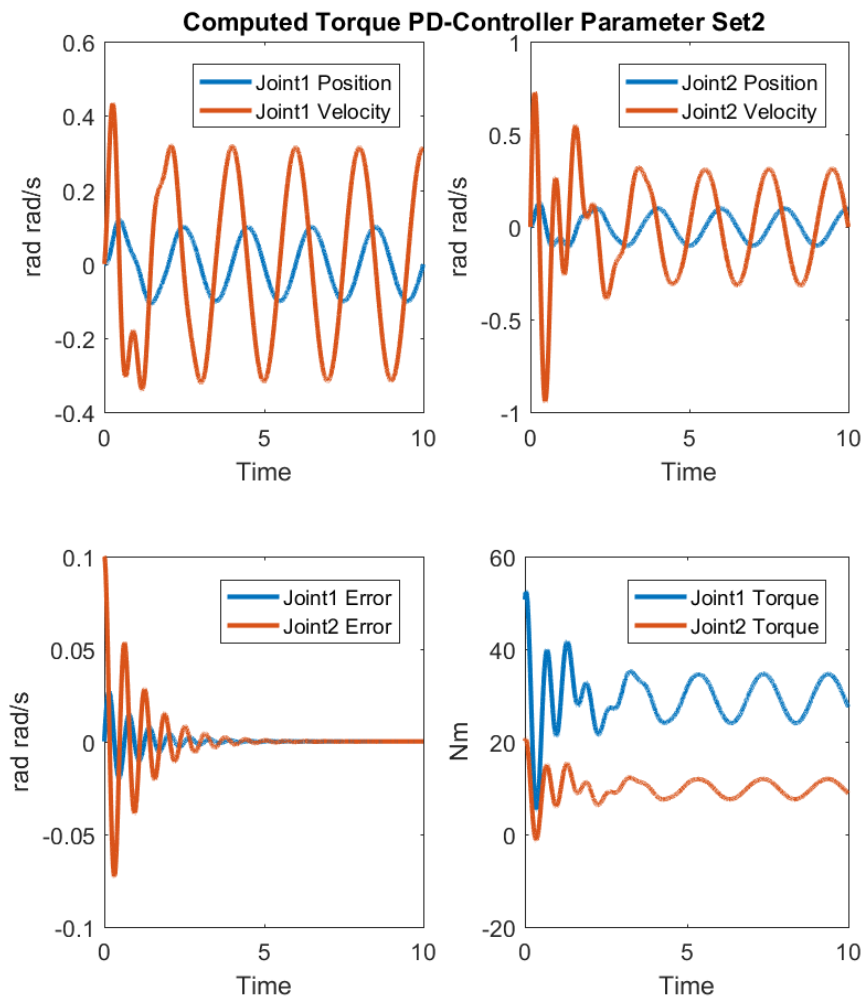 Computed Torque PD-Controller Parameter Set2
0.6
0.4
0.2
0
-0.2
-0.4
rad rad/s
Joint1 Position
Joint1 Velocity
0
5
10
Time
1
0.5
0
-0.5
-1
rad rad/s
Joint2 Position
Joint2 Velocity
0
5
10
Time
0.1
0.05
0
-0.05
-0.1
rad rad/s
Joint1 Error
Joint2 Error
0
5
10
Time
60
40
20
0
-20
Nm
Joint1 Torque
Joint2 Torque
0
5
10
Time